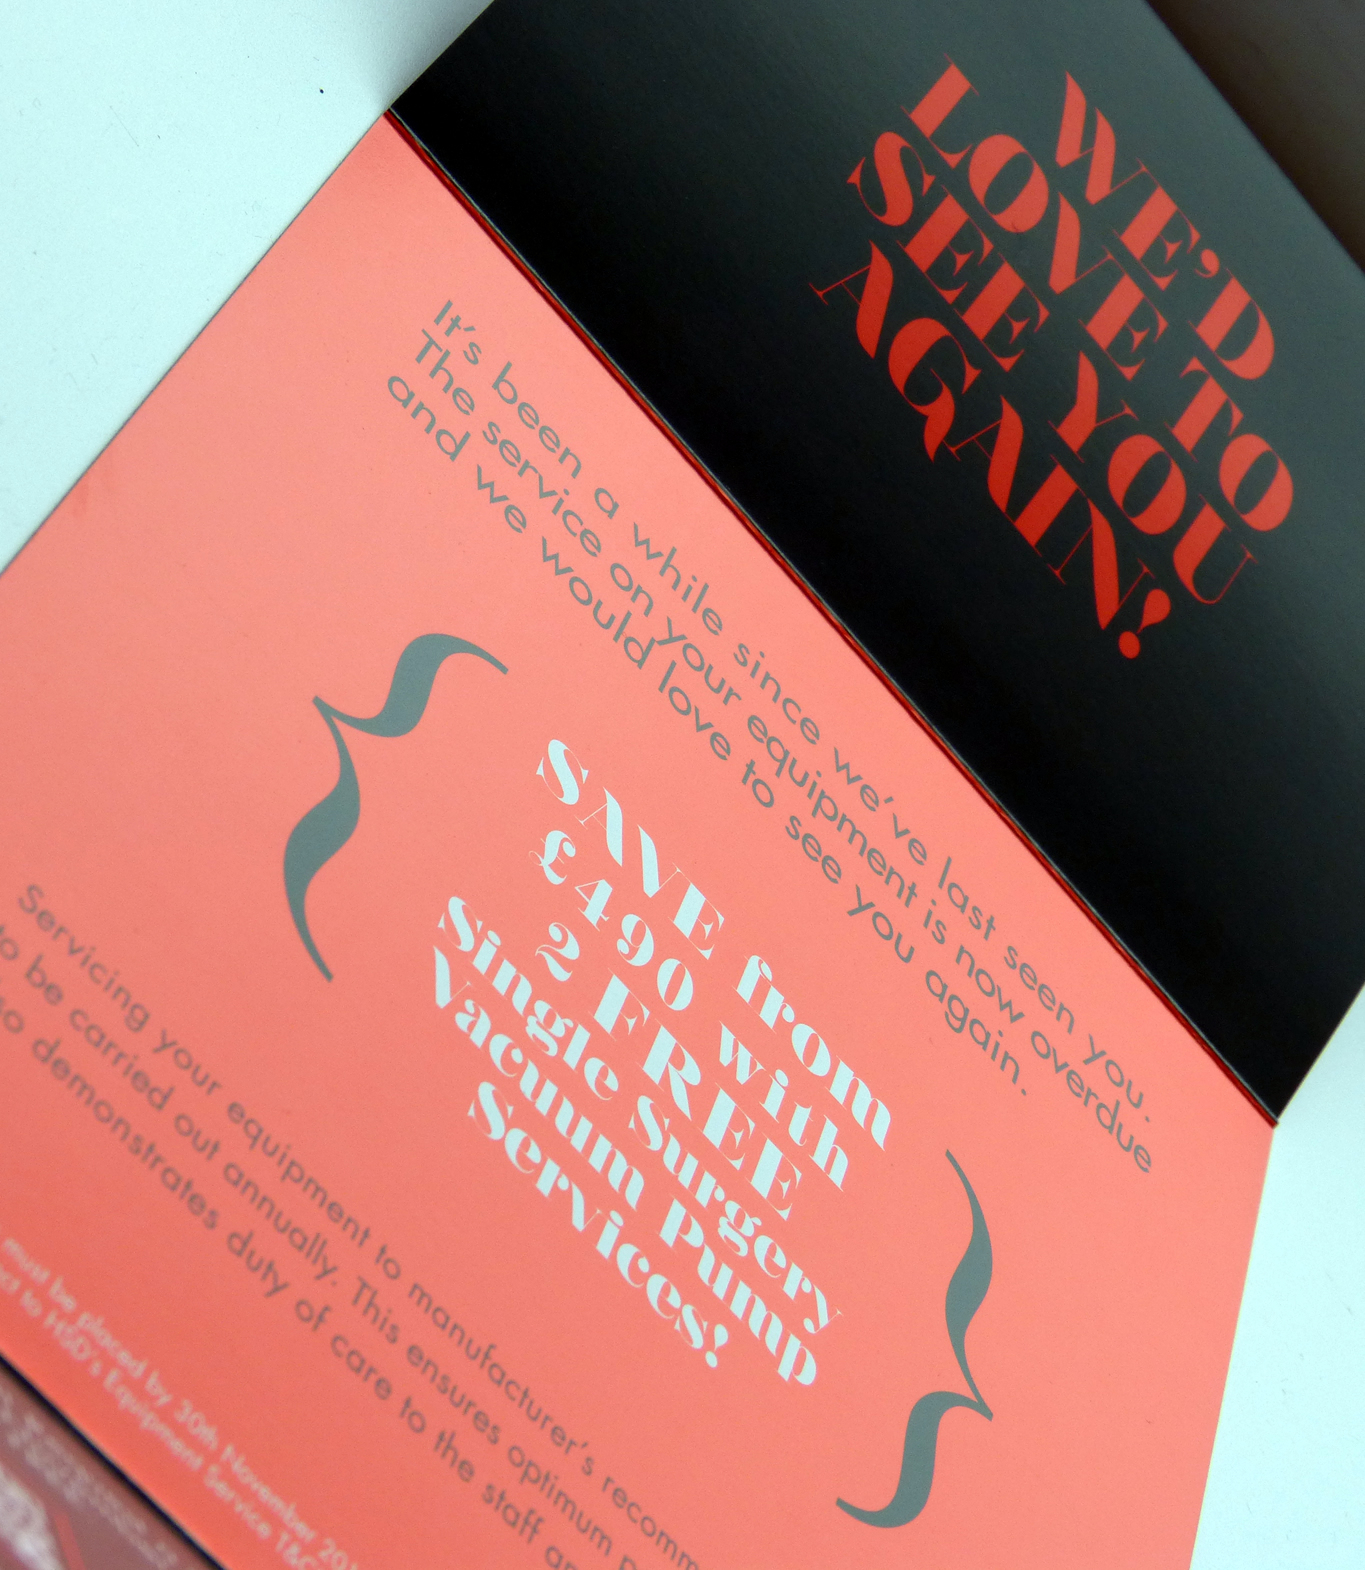 WE'D
LOVE TO
SEE YOU
AGAIN!
It's been a while since we've last seen you.
The service on your equipment is now overdue
and we would love to see you again.
SAVE from
£490 with
2 FREE
Single Surgery
Vacuum Pump
Services!
Servicing your equipment to manufacturer's recomm
to be carried out annually. This ensures optimum p
so demonstrates duty of care to the staff an
must be placed by 30th November 201
to HSD's Equipment Service T&C